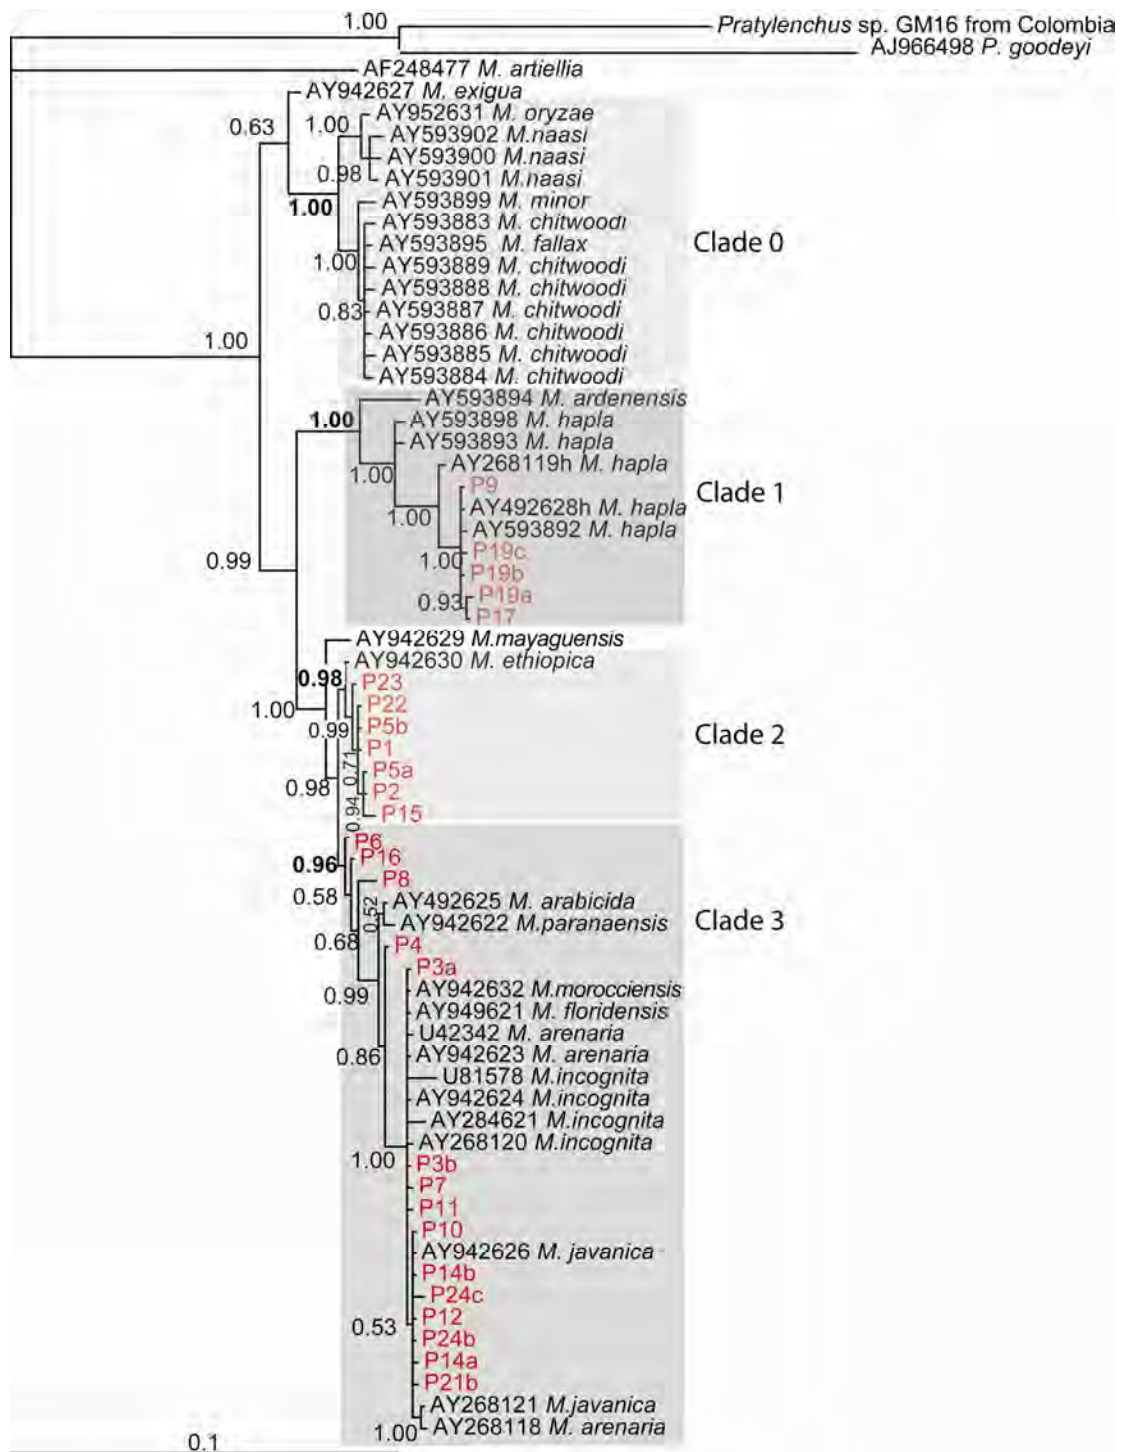 1.00
Pratylenchus sp. GM16 from Colombia
AJ966498 P. goodeyi
AF248477 M. artiellia
AY942627 M. exigua
0.63
1.00
AY952631 M. oryzae
AY593902 M.naasi
AY593900 M.naasi
0.98
AY593901 M.naasi
1.00
AY593899 M. minor
AY593883 M. chitwoodi
AY593895 M. fallax
Clade 0
1.00
AY593889 M. chitwoodi
AY593888 M. chitwoodi
0.83
AY593887 M. chitwoodi
AY593886 M. chitwoodi
1.00
AY593885 M. chitwoodi
AY593884 M. chitwoodi
AY593894 M. ardenensis
1.00
AY593898 M. hapla
AY593893 M. hapla
1.00
AY268119h M. hapla
P9
Clade 1
1.00
AY492628h M. hapla
AY593892 M. hapla
1.00
P19c
0.99
P19b
0.93
P19a
P17
AY942629 M.mayaguensis
AY942630 M. ethiopica
0.98
P23
1.00
P22
0.99
P5b
Clade 2
P1
0.71
P5a
0.98
P2
0.94
P15
P6
0.96
P16
P8
0.58
0.52
AY492625 M. arabicida
AY942622 M.paranaensis
Clade 3
0.68
P4
P3a
0.99
AY942632 M.morocciensis
AY949621 M. floridensis
U42342 M. arenaria
0.86
AY942623 M. arenaria
U81578 M.incognita
AY942624 M.incognita
AY284621 M.incognita
AY268120 M.incognita
1.00
P3b
P7
P11
P10
AY942626 M. javanica
P14b
P24c
P12
0.53
P24b
P14a
P21b
AY268121 M.javanica
1.00
AY268118 M. arenaria
0.1